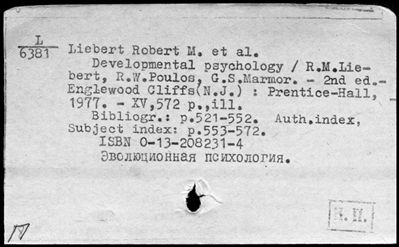 L
6381
Liebert Robert M. et al.
Developmental psychology / R.M.Lie-
bert, R.W.Poulos, G.S.Marmor. - 2nd ed.-
Englewood Cliffs(N.J.) : Prentice-Hall,
1977. - XV,572 p.,ill.
Bibliogr.: p.521-552. Auth.index,
Subject index: p.553-572.
ISBN 0-13-208231-4
Эволюционная психология.